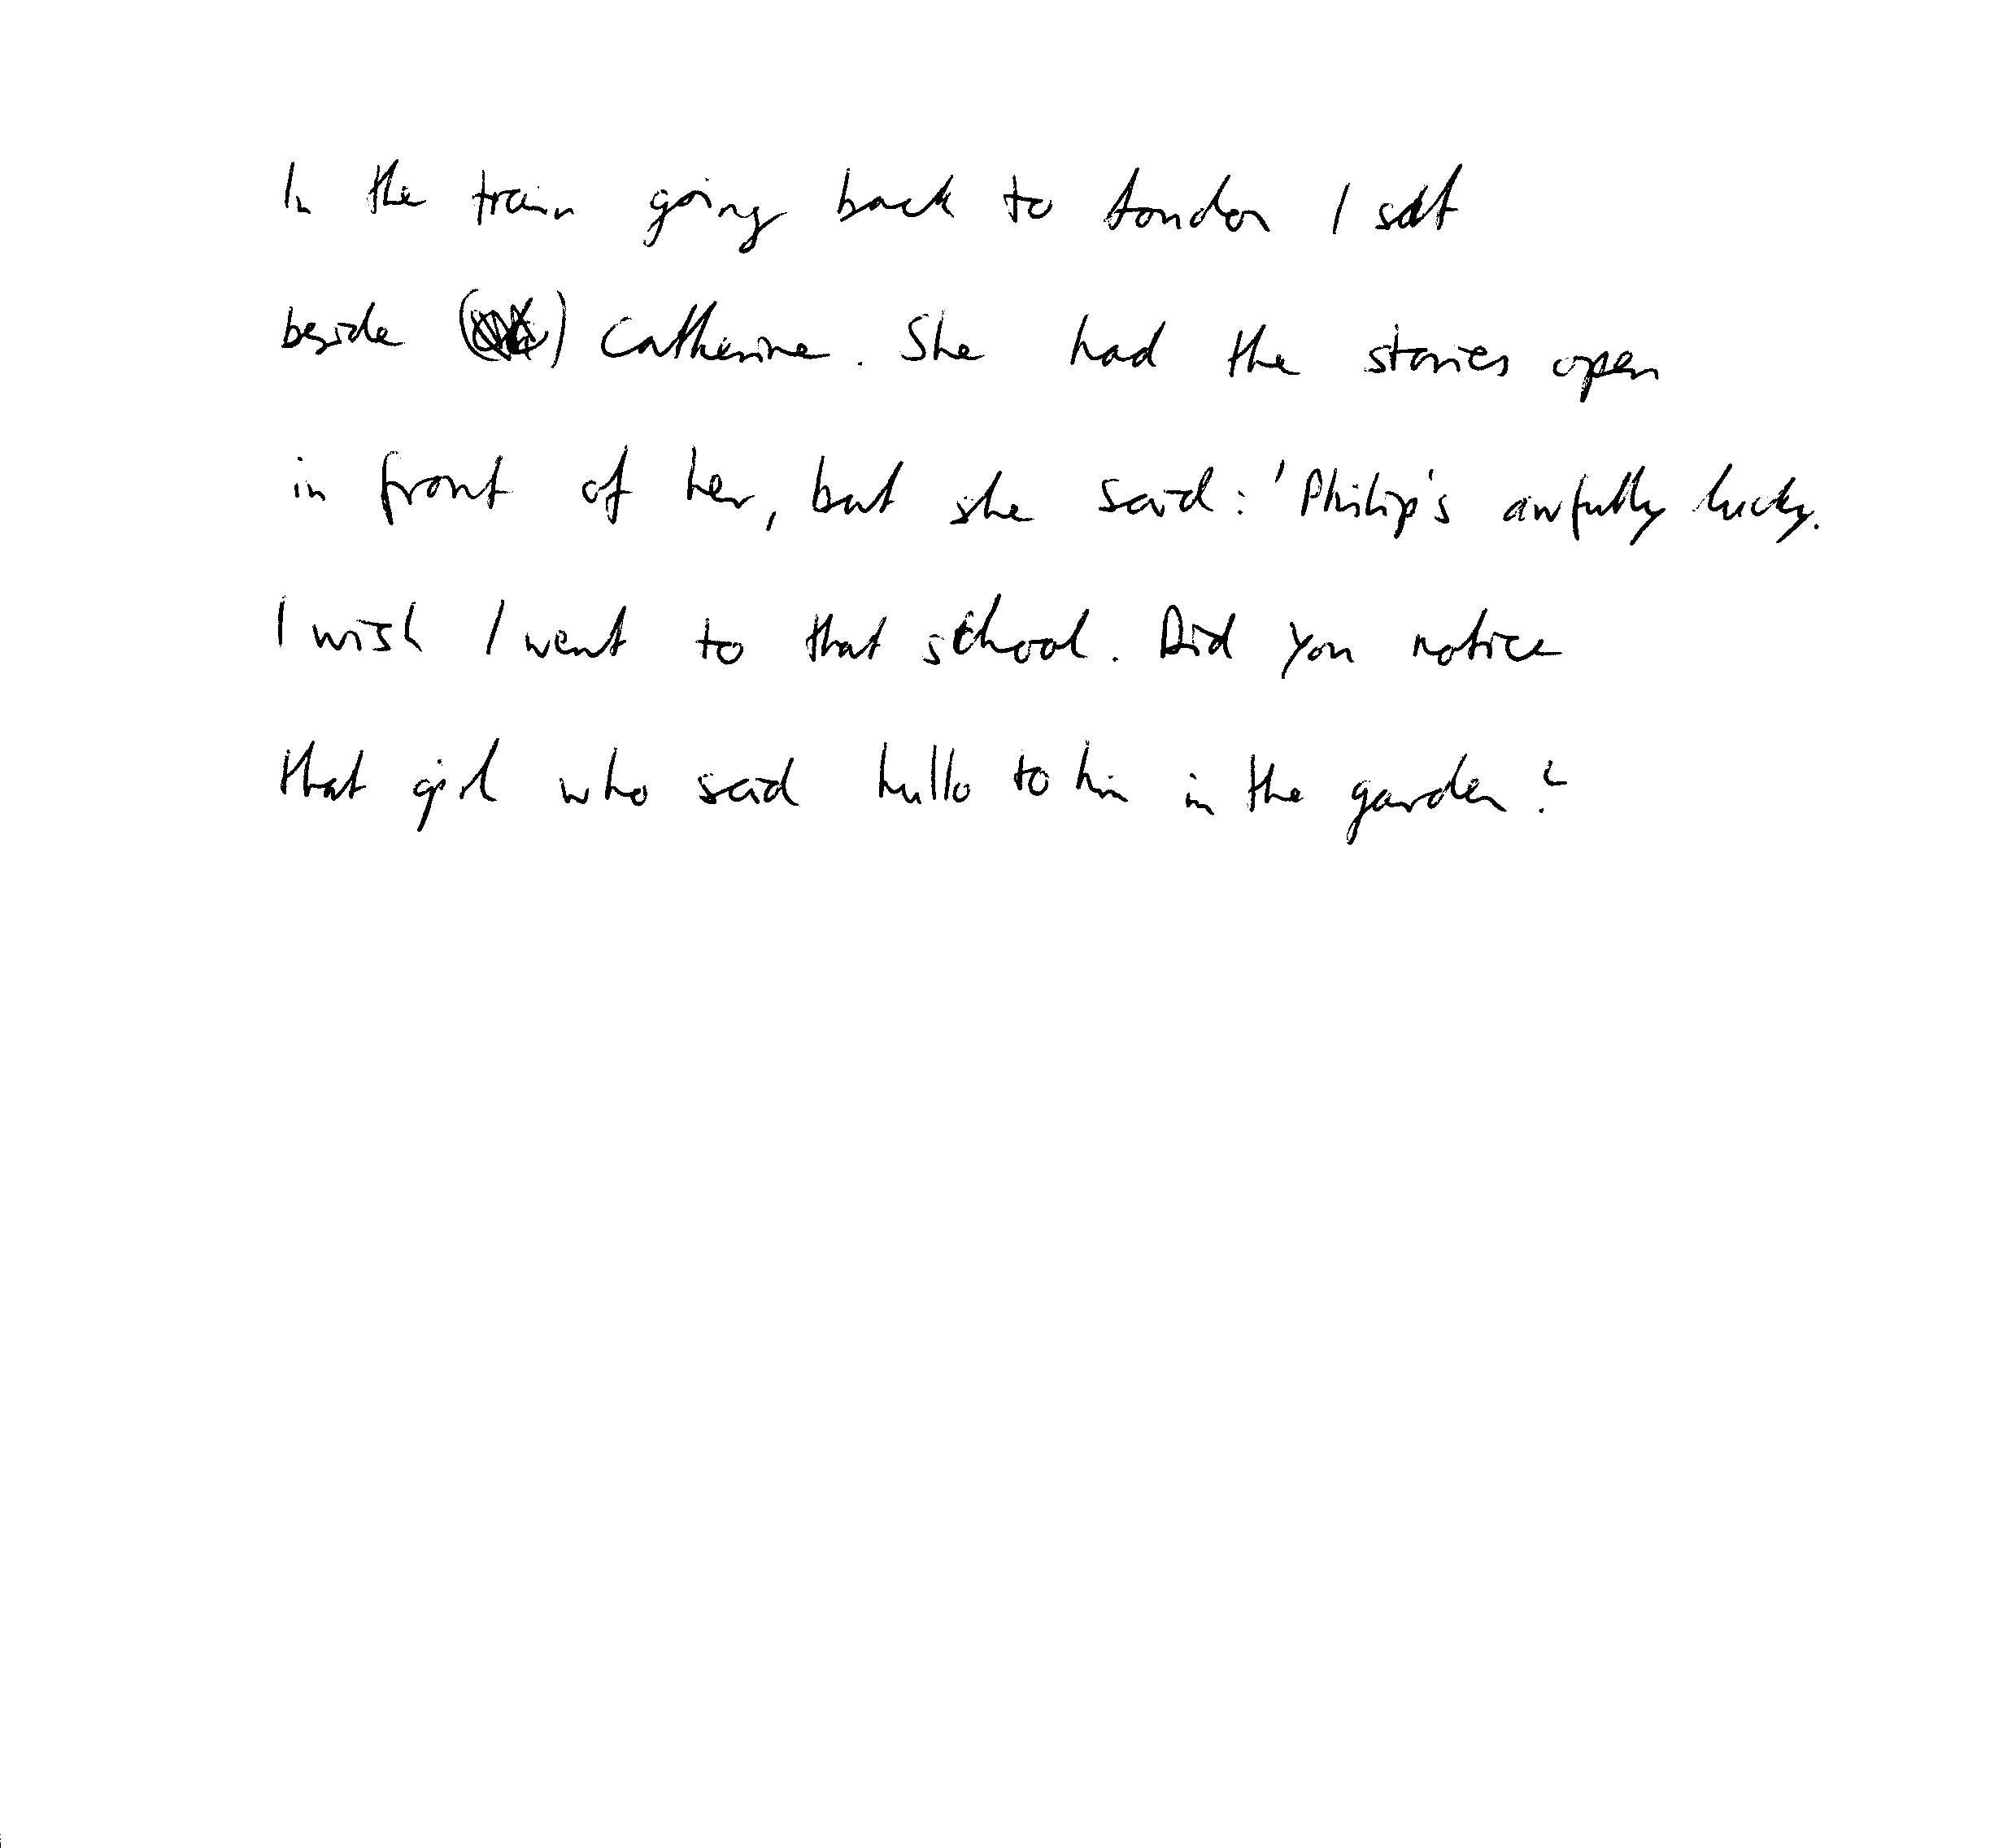 In the train going back to London I sat
beside Catherine. She had the stories open
in front of her, but she said: 'Philip's awfully lucky.
I wish I went to that school. Did you notice
that girl who said hullo to him in the garden?